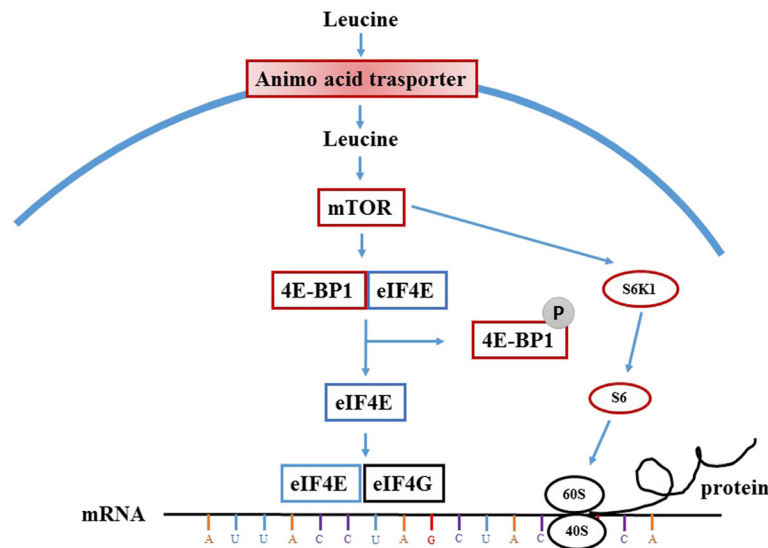 Leucine
Animo acid trasporter
Leucine
mTOR
4E-BP1 eIF4E
S6K1
P
4E-BP1
eIF4E
S6
eIF4E eIF4G
60S
protein
mRNA
40S
A U U A C C U A G C U A C C A